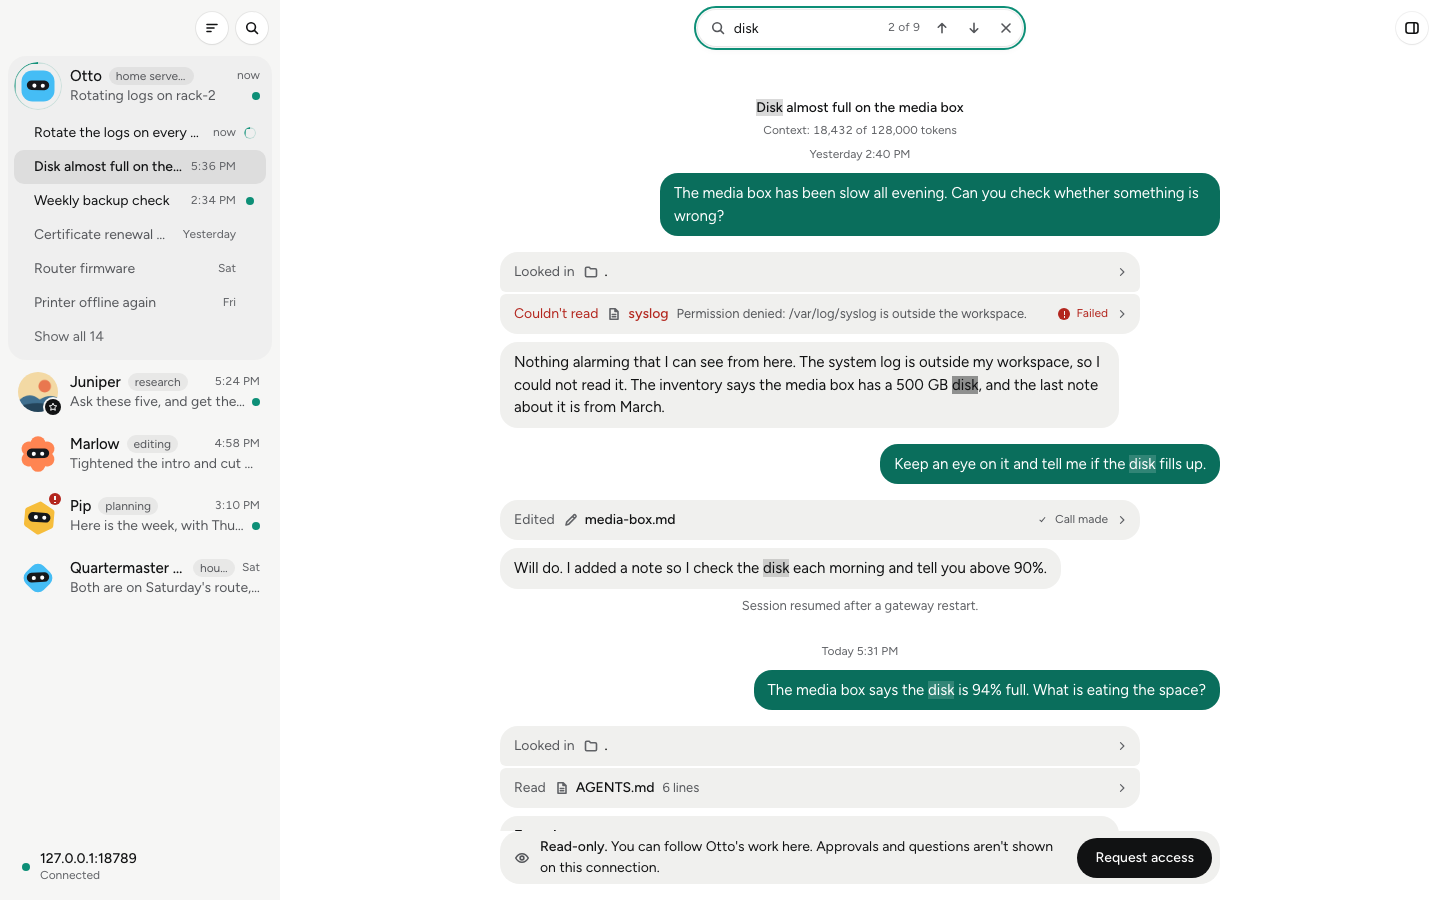 disk
2 of 9
Otto
home serve...
now
Rotating logs on rack-2
Rotate the logs on every ...
now
Disk almost full on the...
5:36 PM
Weekly backup check
2:34 PM
Certificate renewal ...
Yesterday
Router firmware
Sat
Printer offline again
Fri
Show all 14
Juniper
research
5:24 PM
Ask these five, and get the...
Marlow
editing
4:58 PM
Tightened the intro and cut ...
Pip
planning
3:10 PM
Here is the week, with Thu...
Quartermaster ...
hou...
Sat
Both are on Saturday's route,...
127.0.0.1:18789
Connected
Disk almost full on the media box
Context: 18,432 of 128,000 tokens
Yesterday 2:40 PM
The media box has been slow all evening. Can you check whether something is
wrong?
Looked in .
Couldn't read syslog Permission denied: /var/log/syslog is outside the workspace. Failed
Nothing alarming that I can see from here. The system log is outside my workspace, so I
could not read it. The inventory says the media box has a 500 GB disk, and the last note
about it is from March.
Keep an eye on it and tell me if the disk fills up.
Edited media-box.md Call made
Will do. I added a note so I check the disk each morning and tell you above 90%.
Session resumed after a gateway restart.
Today 5:31 PM
The media box says the disk is 94% full. What is eating the space?
Looked in .
Read AGENTS.md 6 lines
Read-only. You can follow Otto's work here. Approvals and questions aren't shown
on this connection.
Request access